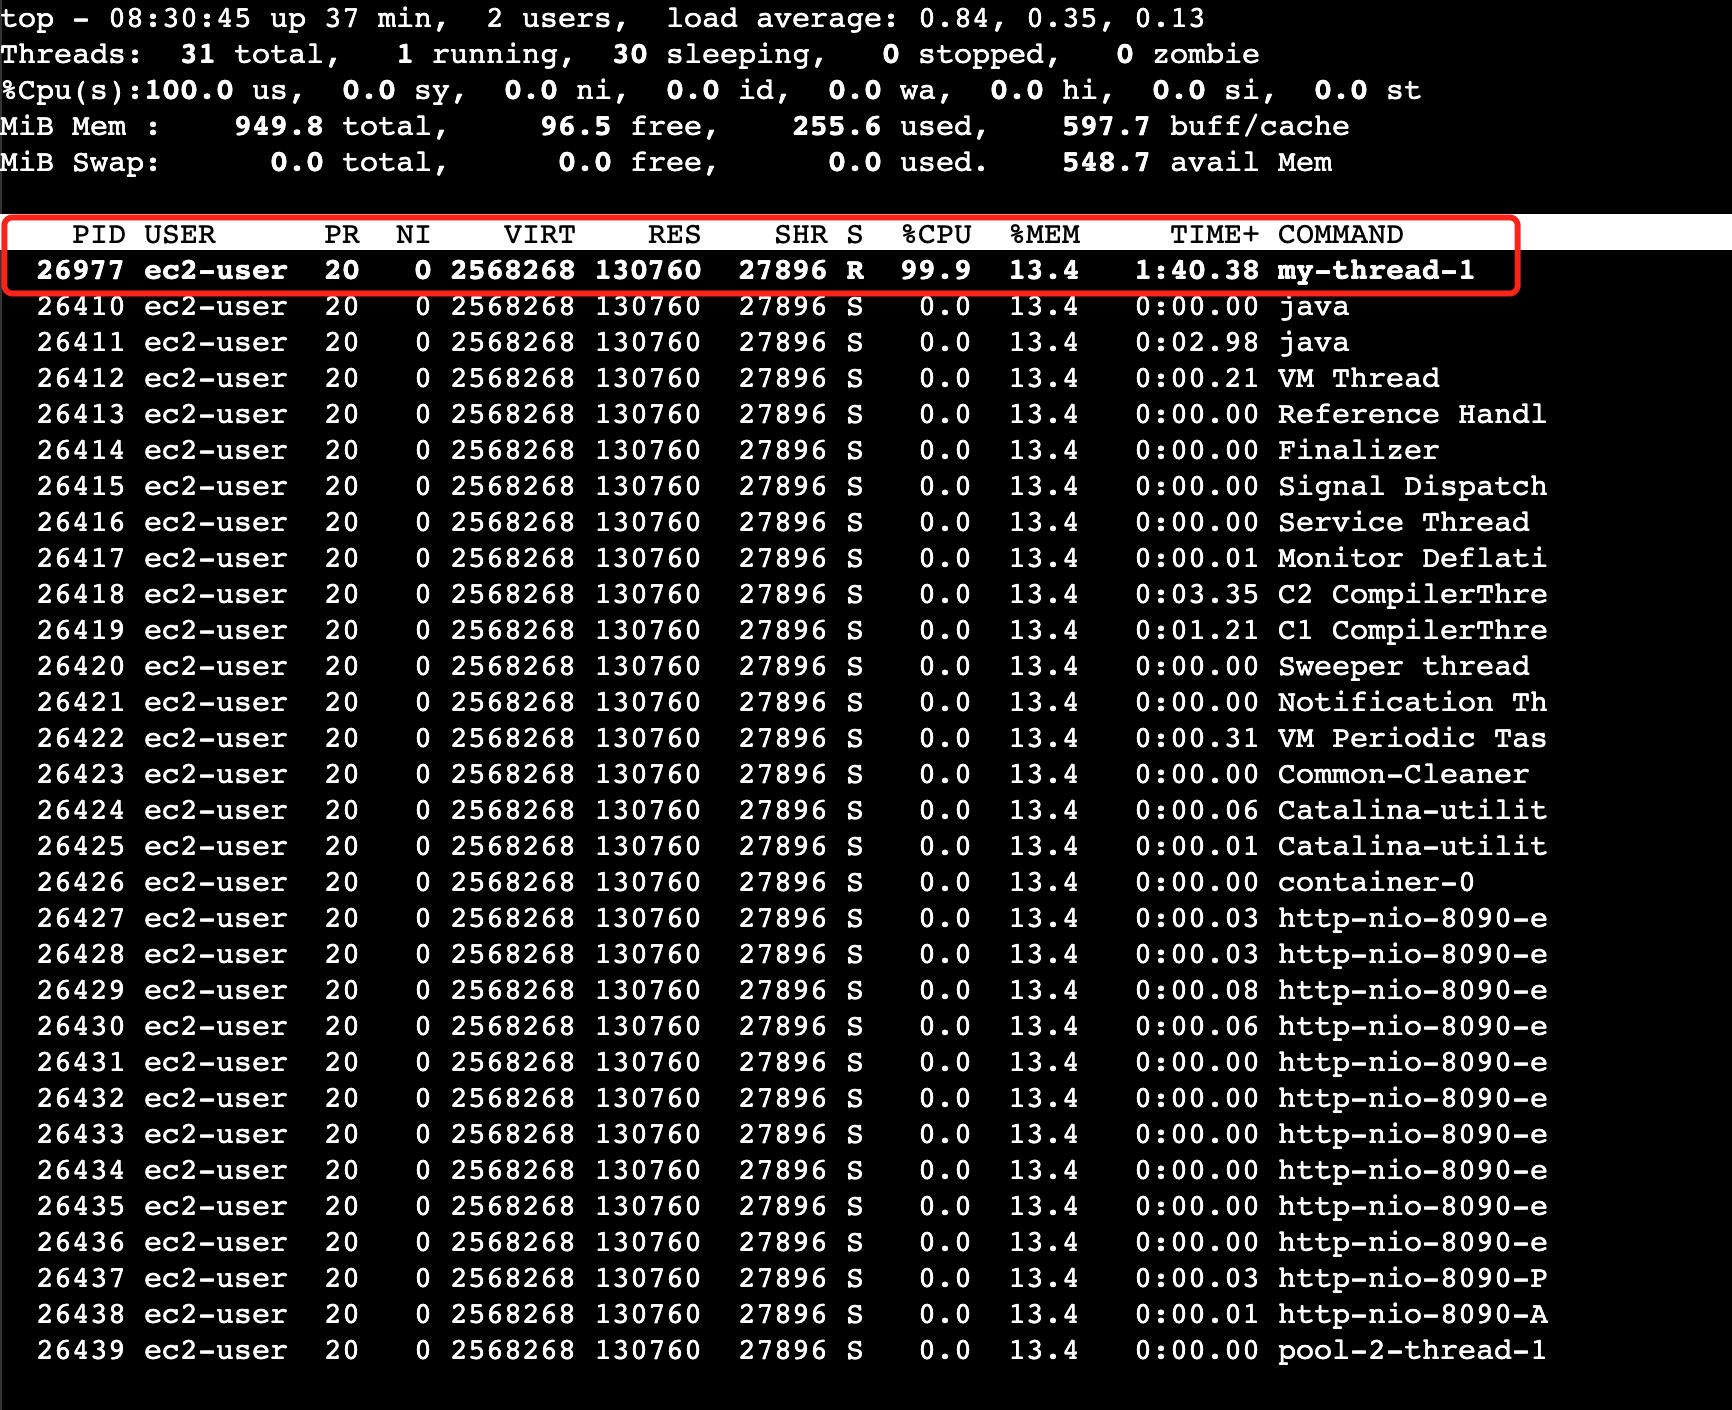 top - 08:30:45 up 37 min,  2 users,  load average: 0.84, 0.35, 0.13
Threads:  31 total,   1 running,  30 sleeping,   0 stopped,   0 zombie
%Cpu(s):100.0 us,  0.0 sy,  0.0 ni,  0.0 id,  0.0 wa,  0.0 hi,  0.0 si,  0.0 st
MiB Mem :    949.8 total,     96.5 free,    255.6 used,    597.7 buff/cache
MiB Swap:      0.0 total,      0.0 free,      0.0 used.    548.7 avail Mem
PID USER      PR  NI    VIRT    RES    SHR S  %CPU  %MEM     TIME+ COMMAND
26977 ec2-user  20   0 2568268 130760  27896 R  99.9  13.4   1:40.38 my-thread-1
26410 ec2-user  20   0 2568268 130760  27896 S   0.0  13.4   0:00.00 java
26411 ec2-user  20   0 2568268 130760  27896 S   0.0  13.4   0:02.98 java
26412 ec2-user  20   0 2568268 130760  27896 S   0.0  13.4   0:00.21 VM Thread
26413 ec2-user  20   0 2568268 130760  27896 S   0.0  13.4   0:00.00 Reference Handl
26414 ec2-user  20   0 2568268 130760  27896 S   0.0  13.4   0:00.00 Finalizer
26415 ec2-user  20   0 2568268 130760  27896 S   0.0  13.4   0:00.00 Signal Dispatch
26416 ec2-user  20   0 2568268 130760  27896 S   0.0  13.4   0:00.00 Service Thread
26417 ec2-user  20   0 2568268 130760  27896 S   0.0  13.4   0:00.01 Monitor Deflati
26418 ec2-user  20   0 2568268 130760  27896 S   0.0  13.4   0:03.35 C2 CompilerThre
26419 ec2-user  20   0 2568268 130760  27896 S   0.0  13.4   0:01.21 C1 CompilerThre
26420 ec2-user  20   0 2568268 130760  27896 S   0.0  13.4   0:00.00 Sweeper thread
26421 ec2-user  20   0 2568268 130760  27896 S   0.0  13.4   0:00.00 Notification Th
26422 ec2-user  20   0 2568268 130760  27896 S   0.0  13.4   0:00.31 VM Periodic Tas
26423 ec2-user  20   0 2568268 130760  27896 S   0.0  13.4   0:00.00 Common-Cleaner
26424 ec2-user  20   0 2568268 130760  27896 S   0.0  13.4   0:00.06 Catalina-utilit
26425 ec2-user  20   0 2568268 130760  27896 S   0.0  13.4   0:00.01 Catalina-utilit
26426 ec2-user  20   0 2568268 130760  27896 S   0.0  13.4   0:00.00 container-0
26427 ec2-user  20   0 2568268 130760  27896 S   0.0  13.4   0:00.03 http-nio-8090-e
26428 ec2-user  20   0 2568268 130760  27896 S   0.0  13.4   0:00.03 http-nio-8090-e
26429 ec2-user  20   0 2568268 130760  27896 S   0.0  13.4   0:00.08 http-nio-8090-e
26430 ec2-user  20   0 2568268 130760  27896 S   0.0  13.4   0:00.06 http-nio-8090-e
26431 ec2-user  20   0 2568268 130760  27896 S   0.0  13.4   0:00.00 http-nio-8090-e
26432 ec2-user  20   0 2568268 130760  27896 S   0.0  13.4   0:00.00 http-nio-8090-e
26433 ec2-user  20   0 2568268 130760  27896 S   0.0  13.4   0:00.00 http-nio-8090-e
26434 ec2-user  20   0 2568268 130760  27896 S   0.0  13.4   0:00.00 http-nio-8090-e
26435 ec2-user  20   0 2568268 130760  27896 S   0.0  13.4   0:00.00 http-nio-8090-e
26436 ec2-user  20   0 2568268 130760  27896 S   0.0  13.4   0:00.00 http-nio-8090-e
26437 ec2-user  20   0 2568268 130760  27896 S   0.0  13.4   0:00.03 http-nio-8090-P
26438 ec2-user  20   0 2568268 130760  27896 S   0.0  13.4   0:00.01 http-nio-8090-A
26439 ec2-user  20   0 2568268 130760  27896 S   0.0  13.4   0:00.00 pool-2-thread-1